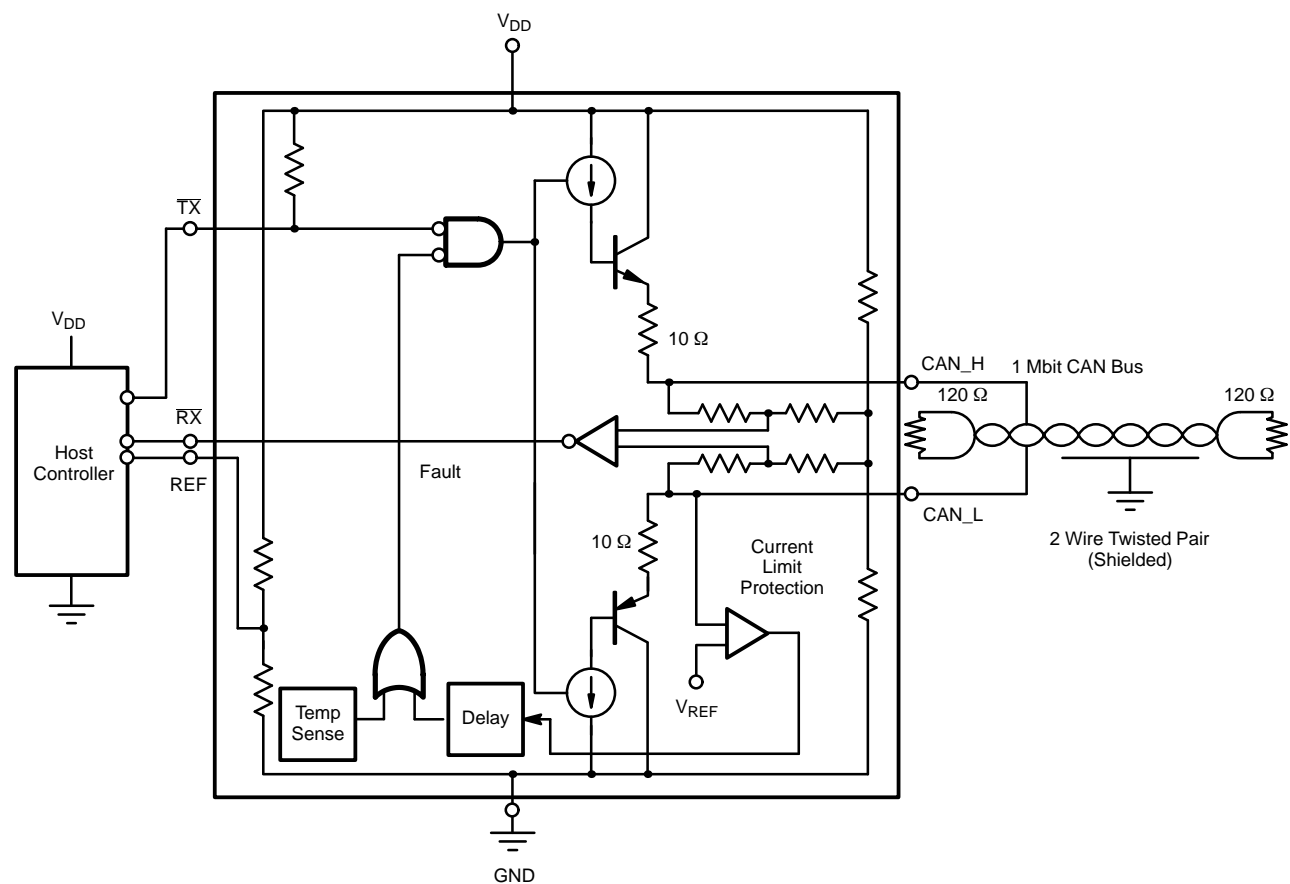 VDD
TX
VDD
10 Ω
CAN_H
1 Mbit CAN Bus
120 Ω
120 Ω
RX
Host
Controller
Fault
REF
CAN_L
10 Ω
Current
Limit
Protection
2 Wire Twisted Pair
(Shielded)
Temp
Sense
Delay
VREF
GND